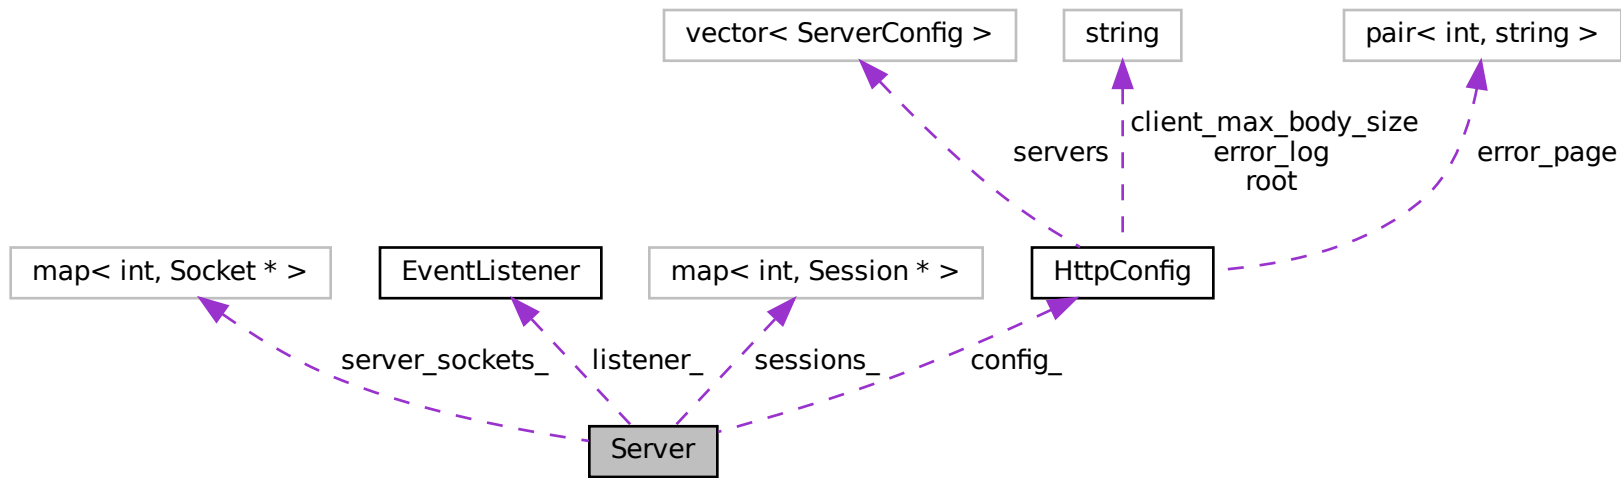 vector< ServerConfig >
string
pair< int, string >
servers
client_max_body_size
error_log
root
error_page
map< int, Socket * >
EventListener
map< int, Session * >
HttpConfig
server_sockets_
listener_
sessions_
config_
Server